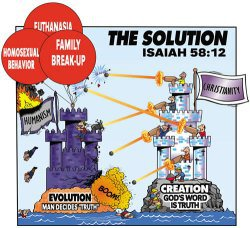 EUTHANASIA
HOMOSEXUAL
BEHAVIOR
FAMILY
BREAK-UP
THE SOLUTION
ISAIAH 58:12
HUMANISM
CHRISTIANITY
BOOM!
EVOLUTION
MAN DECIDES "TRUTH"
CREATION
GOD'S WORD
IS TRUTH